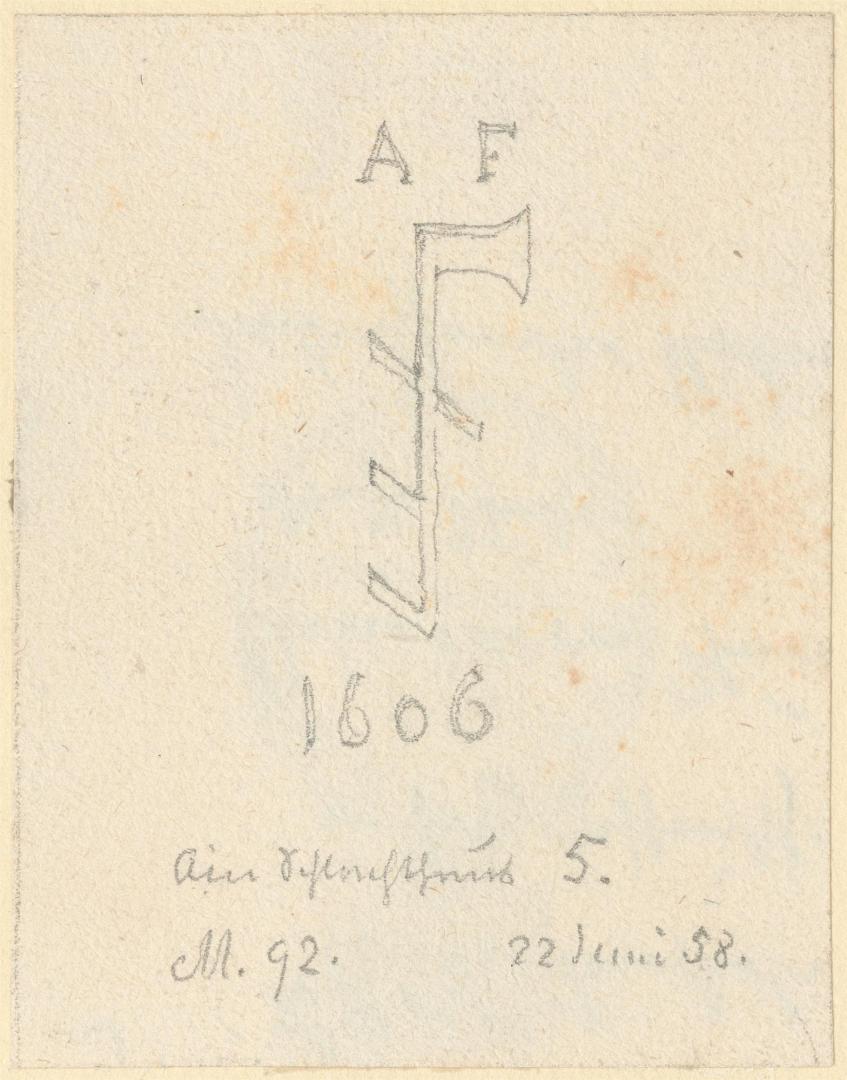 A F
1606
Am Schlachthaus 5.
M. 92. 22 Juni 58.